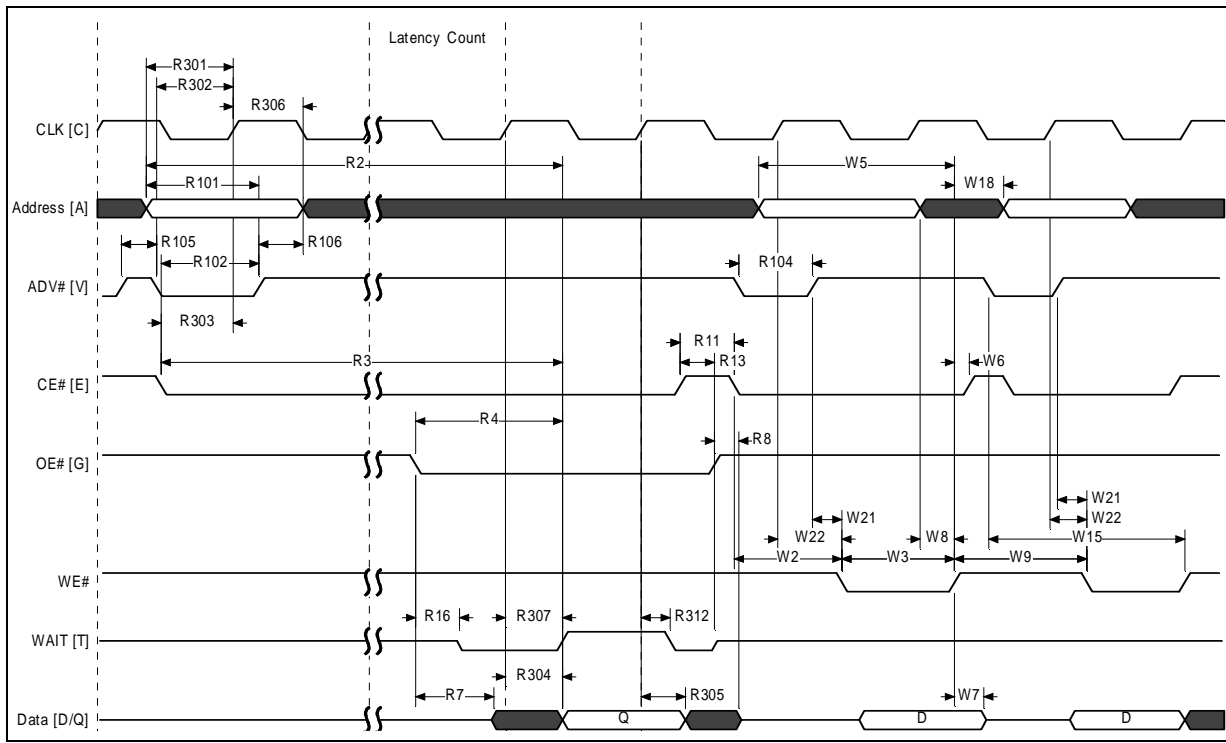 Latency Count
R301
R302
R306
CLK [C]
R2
W5
R101
W18
Address [A]
R105
R106
R102
R104
ADV# [V]
R303
R11
R3
R13
W6
CE# [E]
R4
R8
OE# [G]
W21
W21
W22
W22
W8
W15
W2
W3
W9
WE#
R16
R307
R312
WAIT [T]
R304
R7
R305
W7
Data [D/Q]
Q
D
D